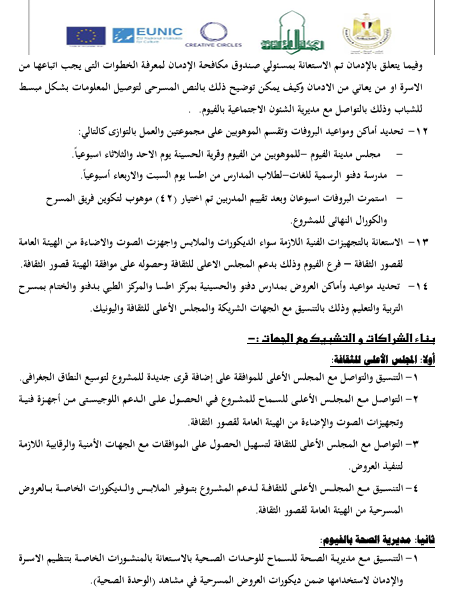 EUNIC
CREATIVE CIRCLES
وفيما يتعلق بالإدمان تم الاستعانة بمسئولي صندوق مكافحة الإدمان لمعرفة الخطوات التى يجب اتباعها من
الاسرة او من يعاني من الادمان وكيف يمكن توضيح ذلك بالنص المسرحى لتوصيل المعلومات بشكل مبسط
للشباب وذلك بالتواصل مع مديرية الشئون الاجتماعية بالفيوم.
١٢- تحديد أماكن ومواعيد البروفات وتقسم الموهوبين على مجموعتين والعمل بالتوازى كالتالي:
– مجلس مدينة الفيوم –للموهوبين من الفيوم وقرية الحسينة يوم الاحد والثلاثاء اسبوعياً.
– مدرسة دفنو الرسمية للغات-لطلاب المدارس من اطسا يوم السبت والاربعاء أسبوعياً.
– استمرت البروفات اسبوعان وبعد تقييم المدربين تم اختيار (٤٢) موهوب لتكوين فريق المسرح
والكورال النهائى للمشروع.
١٣- الاستعانة بالتجهيزات الفنية اللازمة سواء الديكورات والملابس واجهزت الصوت والاضاءة من الهيئة العامة
لقصور الثقافة – فرع الفيوم وذلك بدعم المجلس الاعلى للثقافة وحصوله على موافقة الهيئة قصور الثقافة.
١٤- تحديد مواعيد وأماكن العروض بمدارس دفنو والحسينية بمركز اطسا والمركز الطبي بدفنو والختام بمسرح
التربية والتعليم وذلك بالتنسيق مع الجهات الشريكة والمجلس الأعلى للثقافة واليونيك.
بناء الشراكات و التشبيك مع الجهات :-
أولا: المجلس الأعلى للثقافة:
١- التنسيق والتواصل مع المجلس الأعلى للموافقة على إضافة قرى جديدة للمشروع لتوسيع النطاق الجغرافى.
٢- التواصل مع المجلس الأعلى للسماح للمشروع في الحصول على الدعم اللوجيستى من أجهزة فنية
وتجهيزات الصوت والإضاءة من الهيئة العامة لقصور الثقافة.
٣- التواصل مع المجلس الأعلى للثقافة لتسهيل الحصول على الموافقات مع الجهات الأمنية والرقابية اللازمة
لتنفيذ العروض.
٤- التنسيق مع المجلس الأعلى للثقافة لدعم المشروع بتوفير الملابس والديكورات الخاصة بالعروض
المسرحية من الهيئة العامة لقصور الثقافة.
ثانيا: مديرية الصحة بالفيوم:
١- التنسيق مع مديرية الصحة للسماح للوحدات الصحية بالاستعانة بالمنشورات الخاصة بتنظيم الاسرة
والإدمان لاستخدامها ضمن ديكورات العروض المسرحية في مشاهد (الوحدة الصحية).